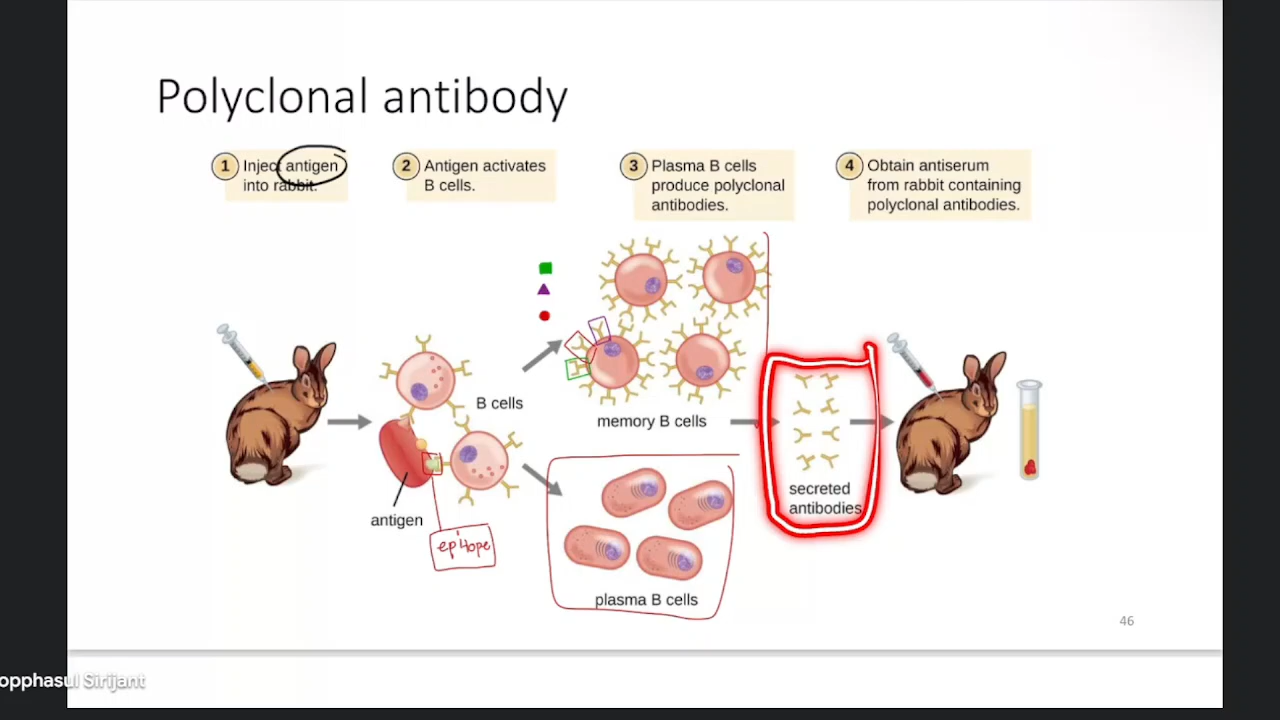 Polyclonal antibody
1 Inject antigen
into rabbit.
2 Antigen activates
B cells.
3 Plasma B cells
produce polyclonal
antibodies.
4 Obtain antiserum
from rabbit containing
polyclonal antibodies.
B cells
memory B cells
antigen
epitope
secreted
antibodies
plasma B cells
46
opphasul Sirijant